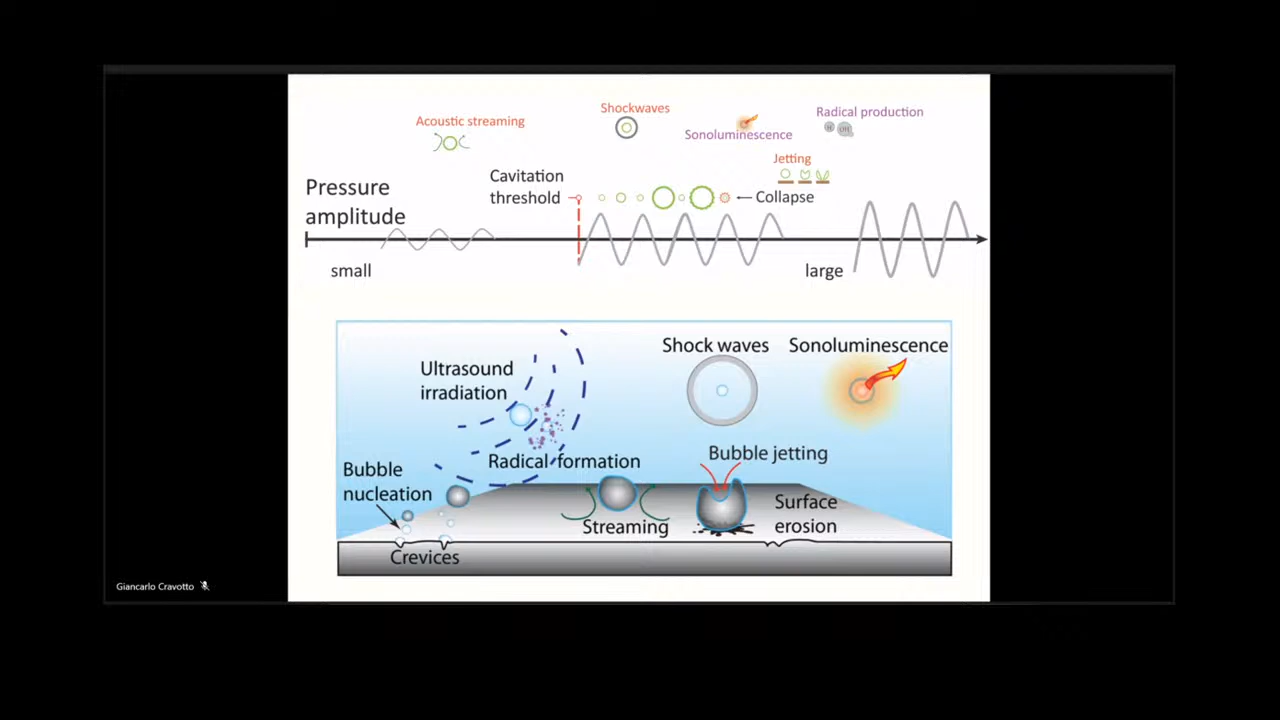 Shockwaves
Radical production
Acoustic streaming
Sonoluminescence
H
OH
Jetting
Cavitation
threshold
Collapse
Pressure
amplitude
small
large
Shock waves
Sonoluminescence
Ultrasound
irradiation
Bubble jetting
Radical formation
Bubble
nucleation
Surface
erosion
Streaming
Crevices
Giancarlo Cravotto